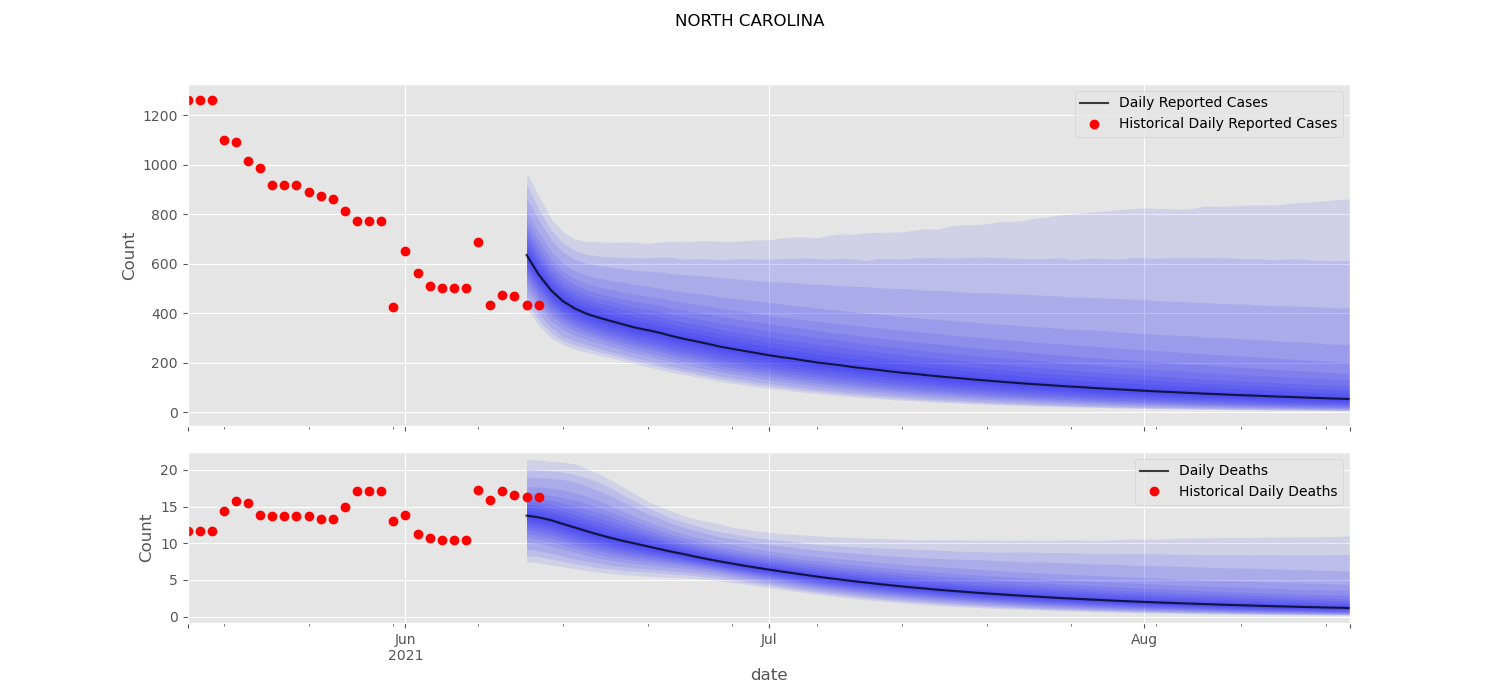 NORTH CAROLINA
1200
1000
800
600
400
200
0
Count
Daily Reported Cases
Historical Daily Reported Cases
20
15
10
5
0
Count
Daily Deaths
Historical Daily Deaths
Jun
2021
Jul
Aug
date